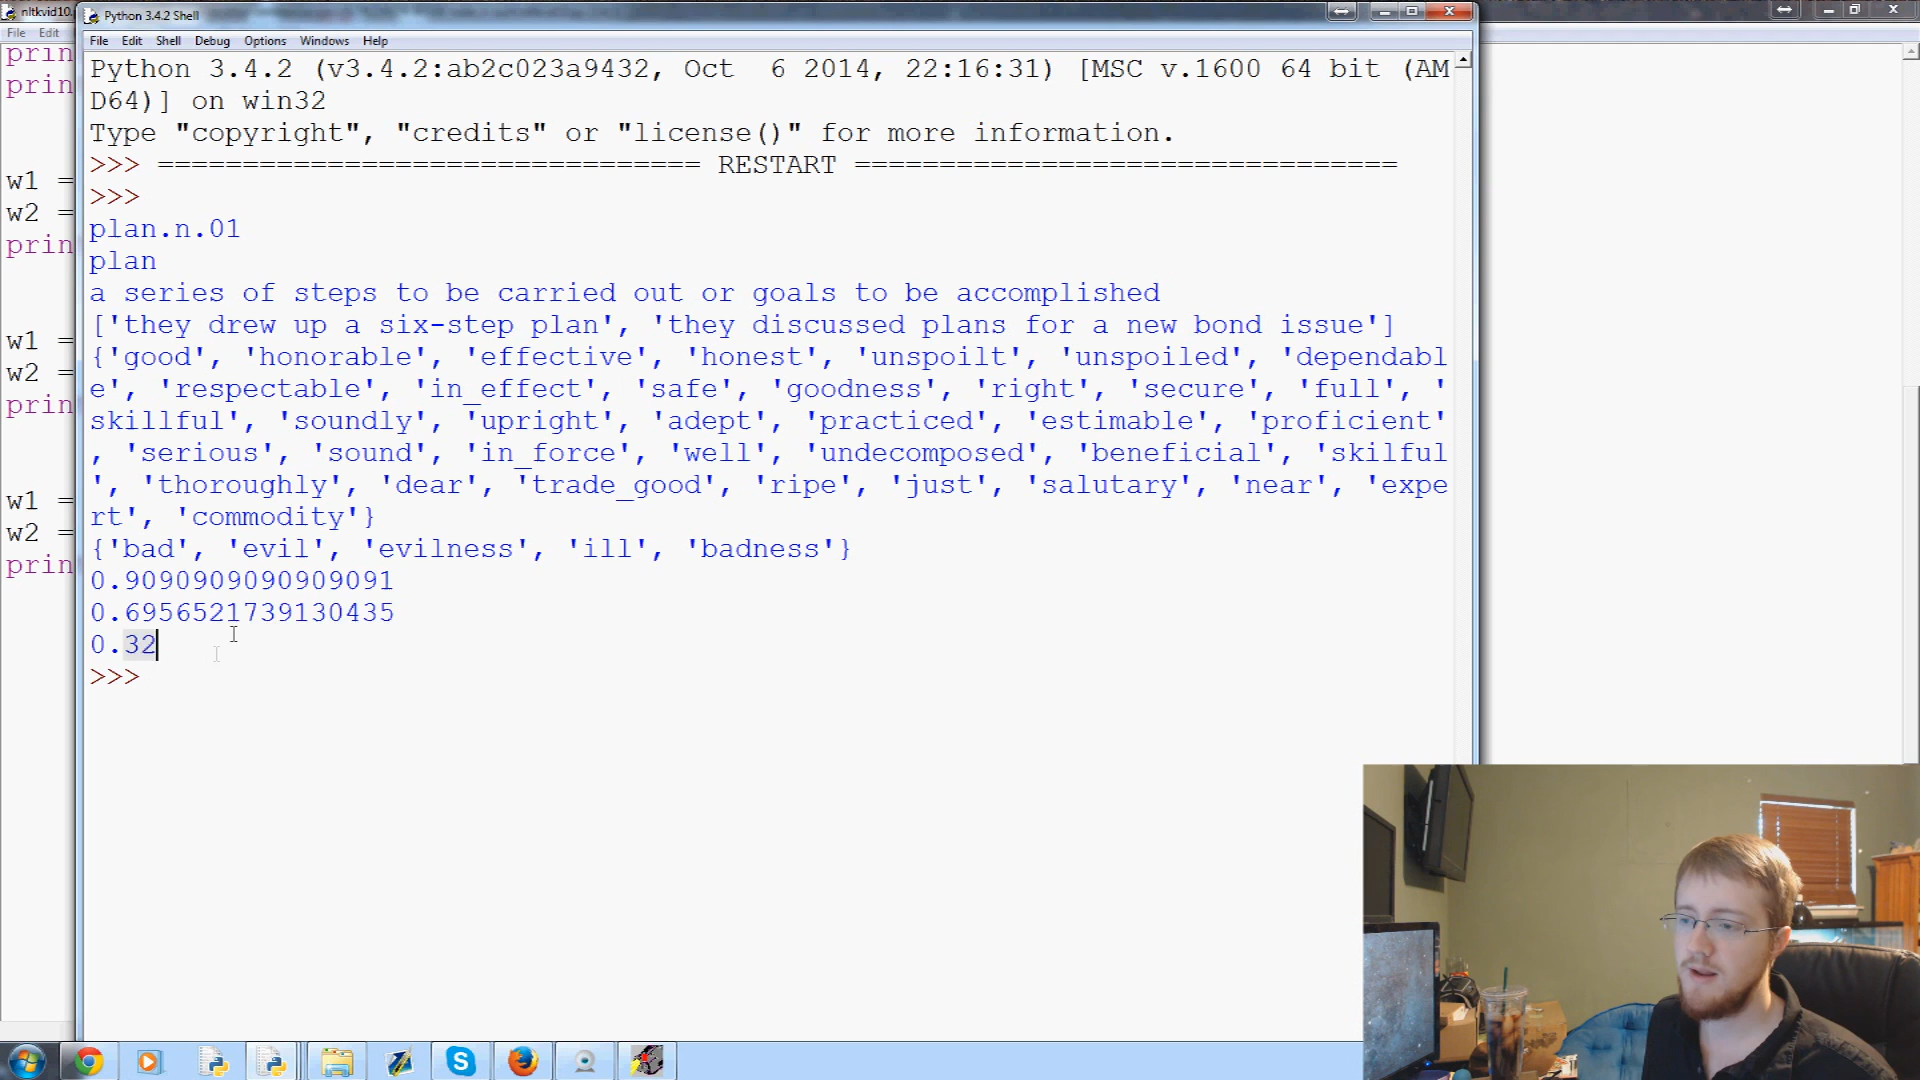 nltkvid10.
Python 3.4.2 Shell
File Edit
File Edit Shell Debug Options Windows Help
prin
prin
w1 =
w2 =
prin
w1 =
w2 =
prin
w1 =
w2 =
prin
Python 3.4.2 (v3.4.2:ab2c023a9432, Oct  6 2014, 22:16:31) [MSC v.1600 64 bit (AM
D64)] on win32
Type "copyright", "credits" or "license()" for more information.
>>> ================================ RESTART ================================
>>>
plan.n.01
plan
a series of steps to be carried out or goals to be accomplished
['they drew up a six-step plan', 'they discussed plans for a new bond issue']
{'good', 'honorable', 'effective', 'honest', 'unspoilt', 'unspoiled', 'dependabl
e', 'respectable', 'in_effect', 'safe', 'goodness', 'right', 'secure', 'full', '
skillful', 'soundly', 'upright', 'adept', 'practiced', 'estimable', 'proficient'
, 'serious', 'sound', 'in_force', 'well', 'undecomposed', 'beneficial', 'skilful
', 'thoroughly', 'dear', 'trade_good', 'ripe', 'just', 'salutary', 'near', 'expe
rt', 'commodity'}
{'bad', 'evil', 'evilness', 'ill', 'badness'}
0.9090909090909091
0.6956521739130435
0.32
>>>